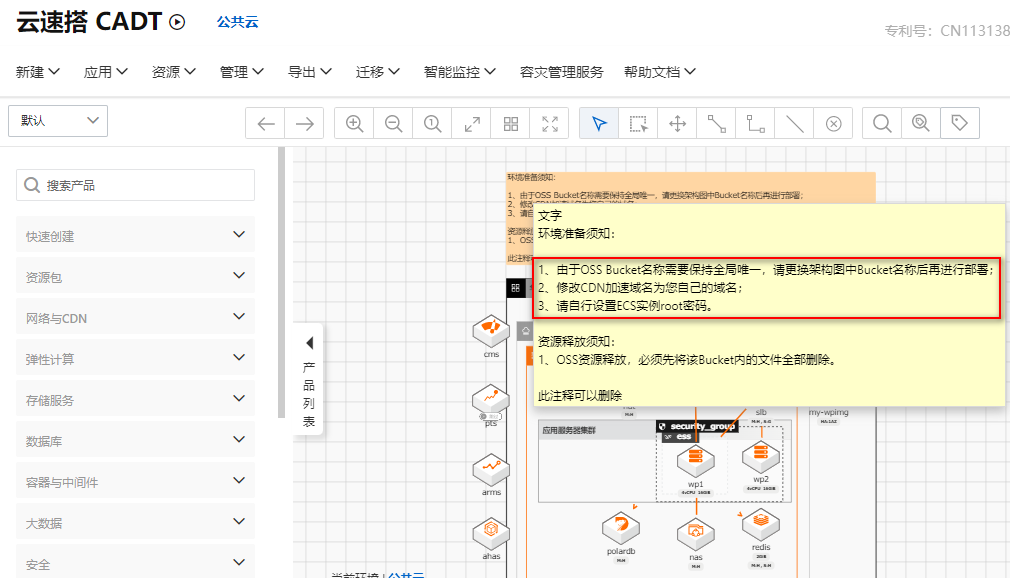 云速搭 CADT
公共云
专利号：CN113138
新建 应用 资源 管理 导出 迁移 智能监控 容灾管理服务 帮助文档
默认
搜索产品
快速创建
资源包
网络与CDN
弹性计算
存储服务
数据库
容器与中间件
大数据
安全
产品列表
环境准备须知：
1、由于OSS Bucket名称需要保持全局唯一，请更换架构图中Bucket名称后再进行部署；
3、请自
资源释
1、OSS
此注释可
文字
环境准备须知：
1、由于OSS Bucket名称需要保持全局唯一，请更换架构图中Bucket名称后再进行部署；
2、修改CDN加速域名为您自己的域名；
3、请自行设置ECS实例root密码。
资源释放须知：
1、OSS资源释放，必须先将该Bucket内的文件全部删除。
此注释可以删除
cms
pts
arms
ahas
slb
my-wpimg
应用服务器集群
security_group
ess
wp1
4vCPU 16GiB
wp2
4vCPU 16GiB
polardb
nas
redis
当前环境 | 公共云